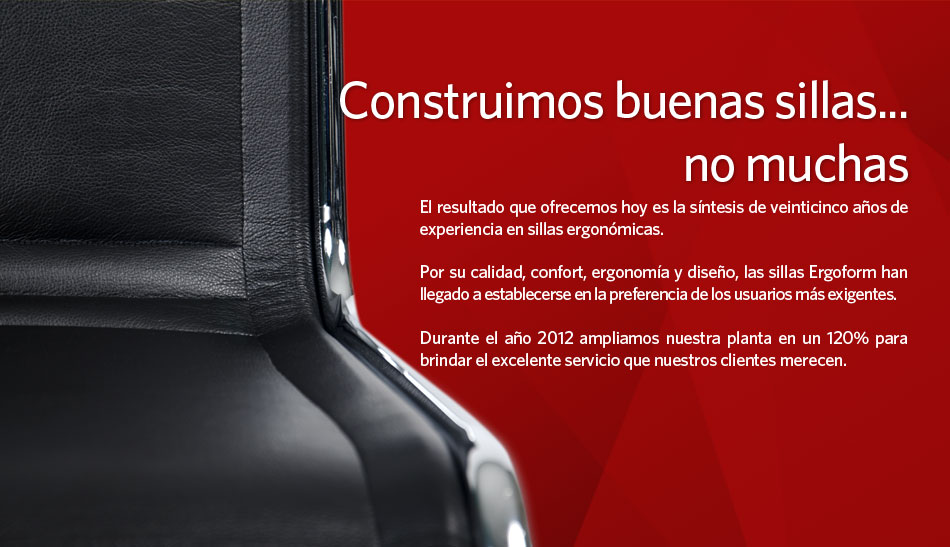 Construimos buenas sillas...
no muchas
El resultado que ofrecemos hoy es la síntesis de veinticinco años de
experiencia en sillas ergonómicas.
Por su calidad, confort, ergonomía y diseño, las sillas Ergoform han
llegado a establecerse en la preferencia de los usuarios más exigentes.
Durante el año 2012 ampliamos nuestra planta en un 120% para
brindar el excelente servicio que nuestros clientes merecen.